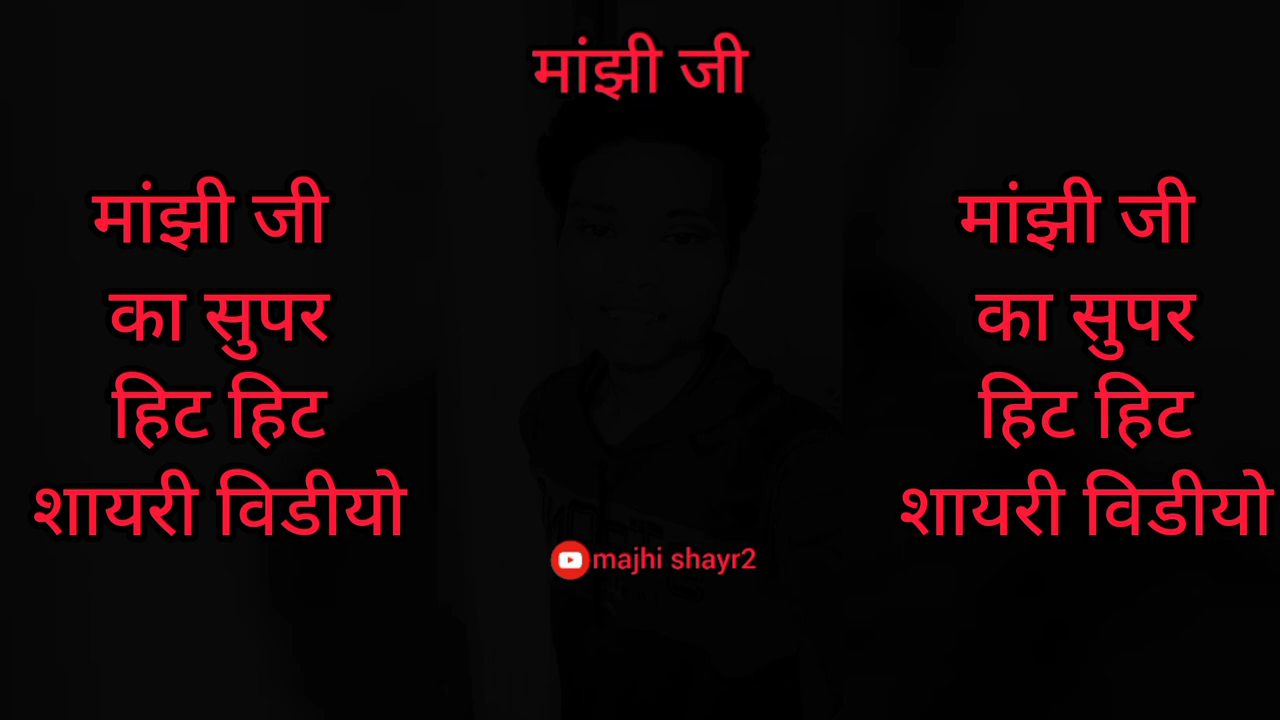 मांझी जी
मांझी जी
का सुपर
हिट हिट
शायरी विडीयो
मांझी जी
का सुपर
हिट हिट
शायरी विडीयो
majhi shayr2